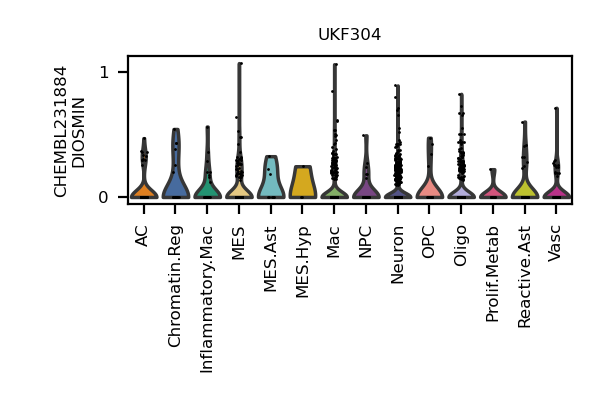 UKF304
CHEMBL231884
DIOSMIN
1
0
AC
Chromatin.Reg
Inflammatory.Mac
MES
MES.Ast
MES.Hyp
Mac
NPC
Neuron
OPC
Oligo
Prolif.Metab
Reactive.Ast
Vasc